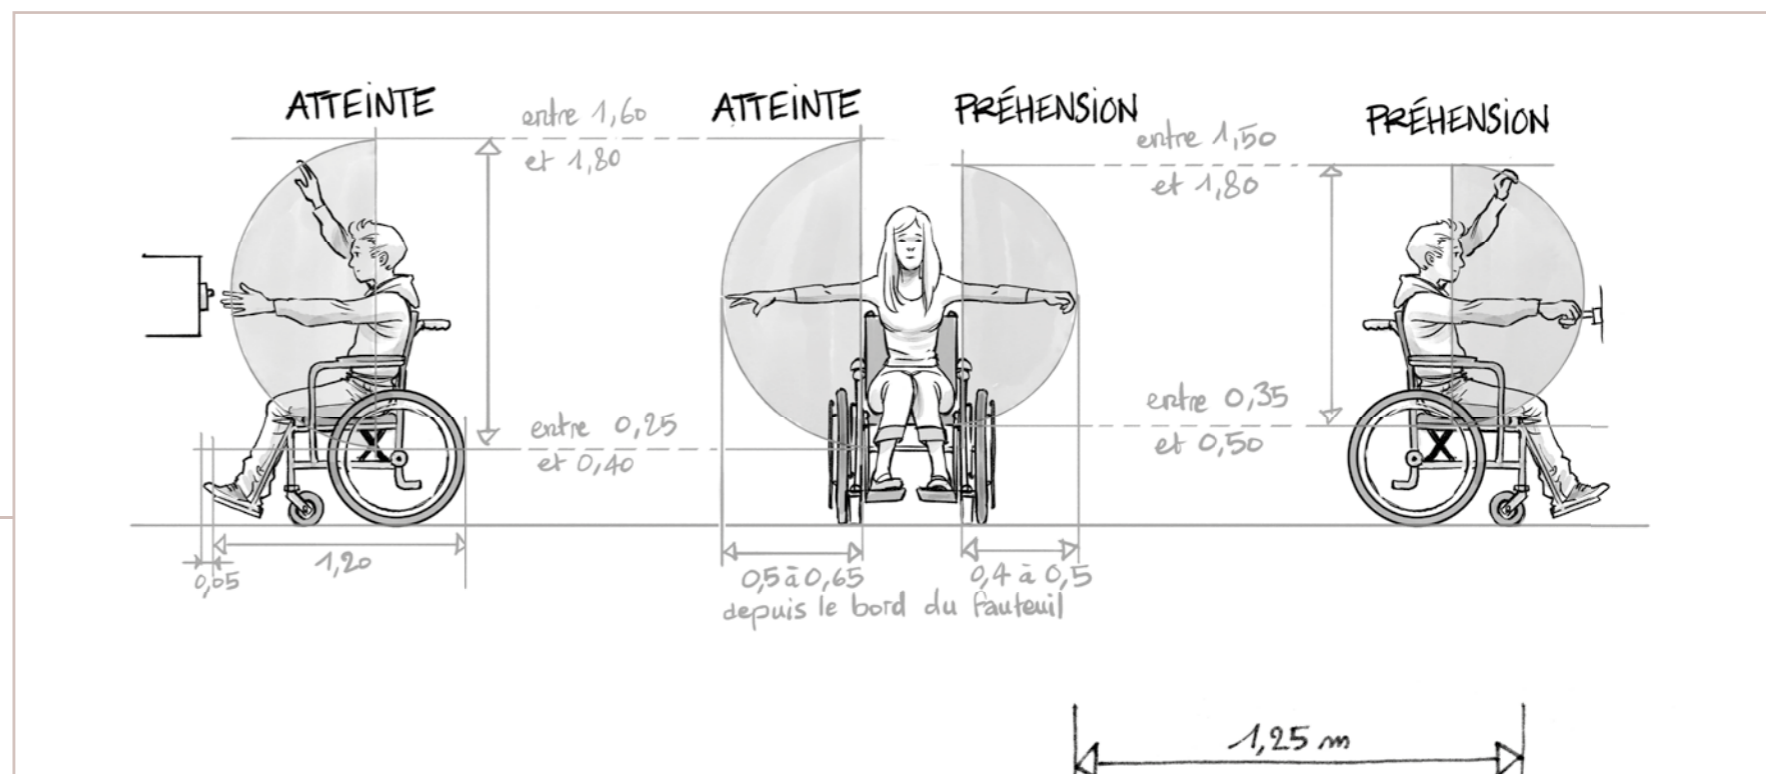 ATTEINTE
entre 1,60
et 1,80
ATTEINTE
PRÉHENSION
entre 1,50
et 1,80
PRÉHENSION
entre 0,25
et 0,40
entre 0,35
et 0,50
0,05
1,20
0,5 à 0,65
0,4 à 0,5
depuis le bord du fauteuil
1,25 m